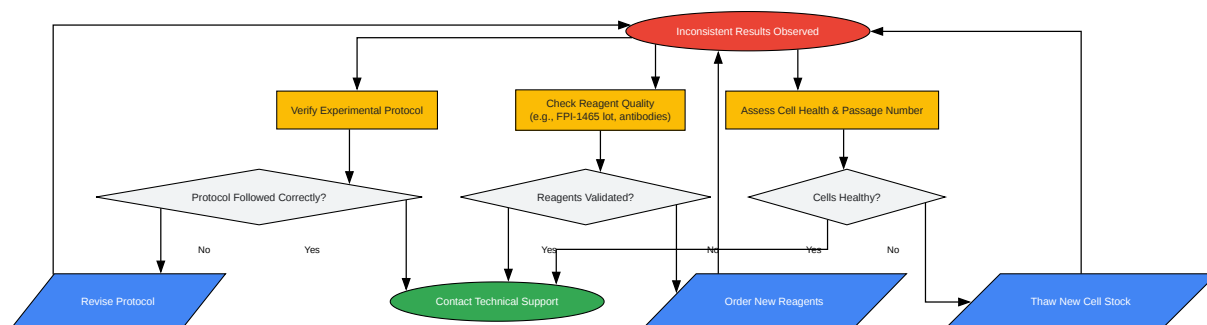 Inconsistent Results Observed
Verify Experimental Protocol
Check Reagent Quality
(e.g., FPI-1465 lot, antibodies)
Assess Cell Health & Passage Number
Protocol Followed Correctly?
Reagents Validated?
Cells Healthy?
No
Yes
Yes
No
Yes
No
Revise Protocol
Contact Technical Support
Order New Reagents
Thaw New Cell Stock